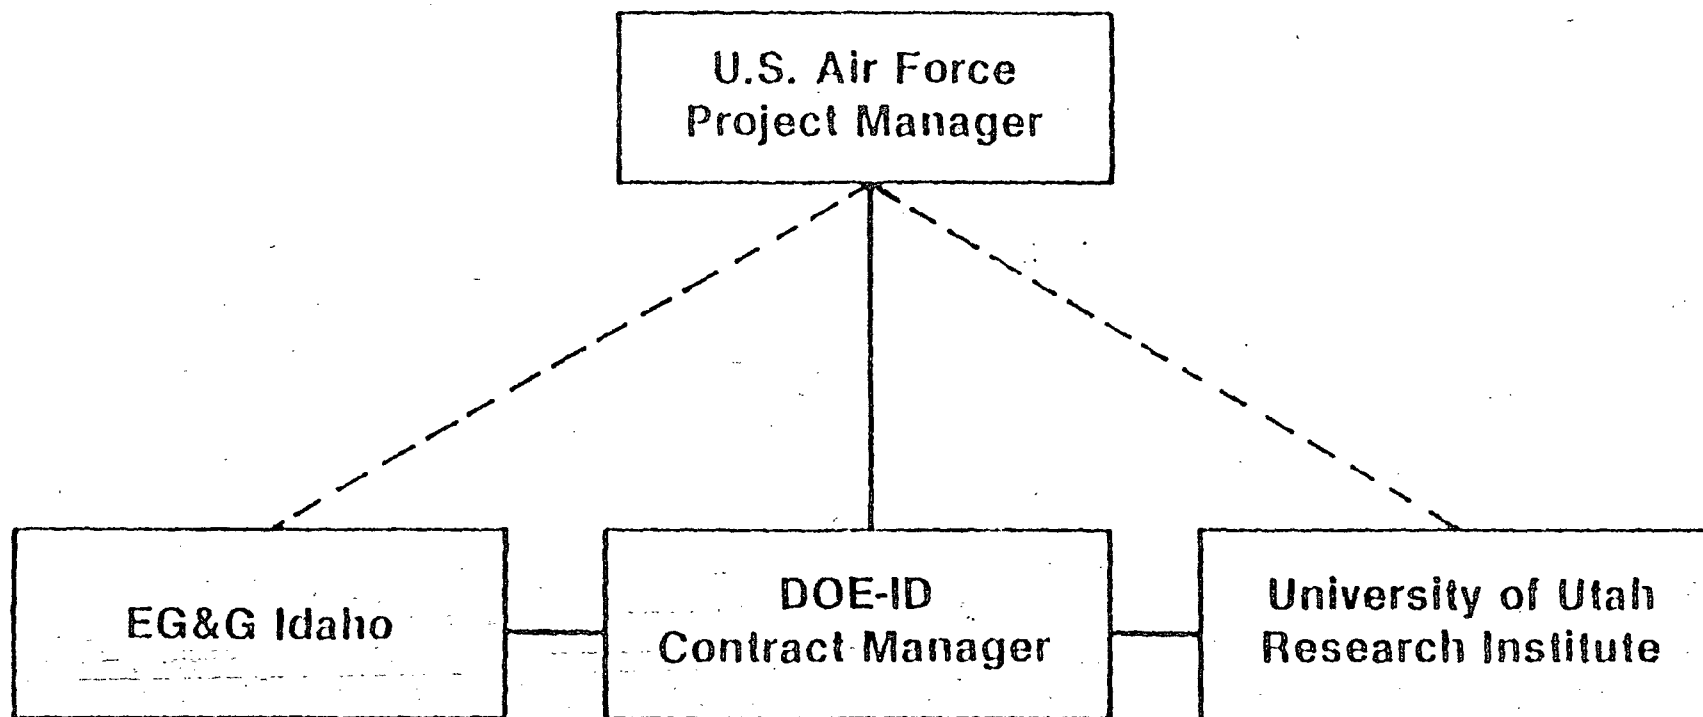 U.S. Air Force
Project Manager
EG&G Idaho
DOE-ID
Contract Manager
University of Utah
Research Institute